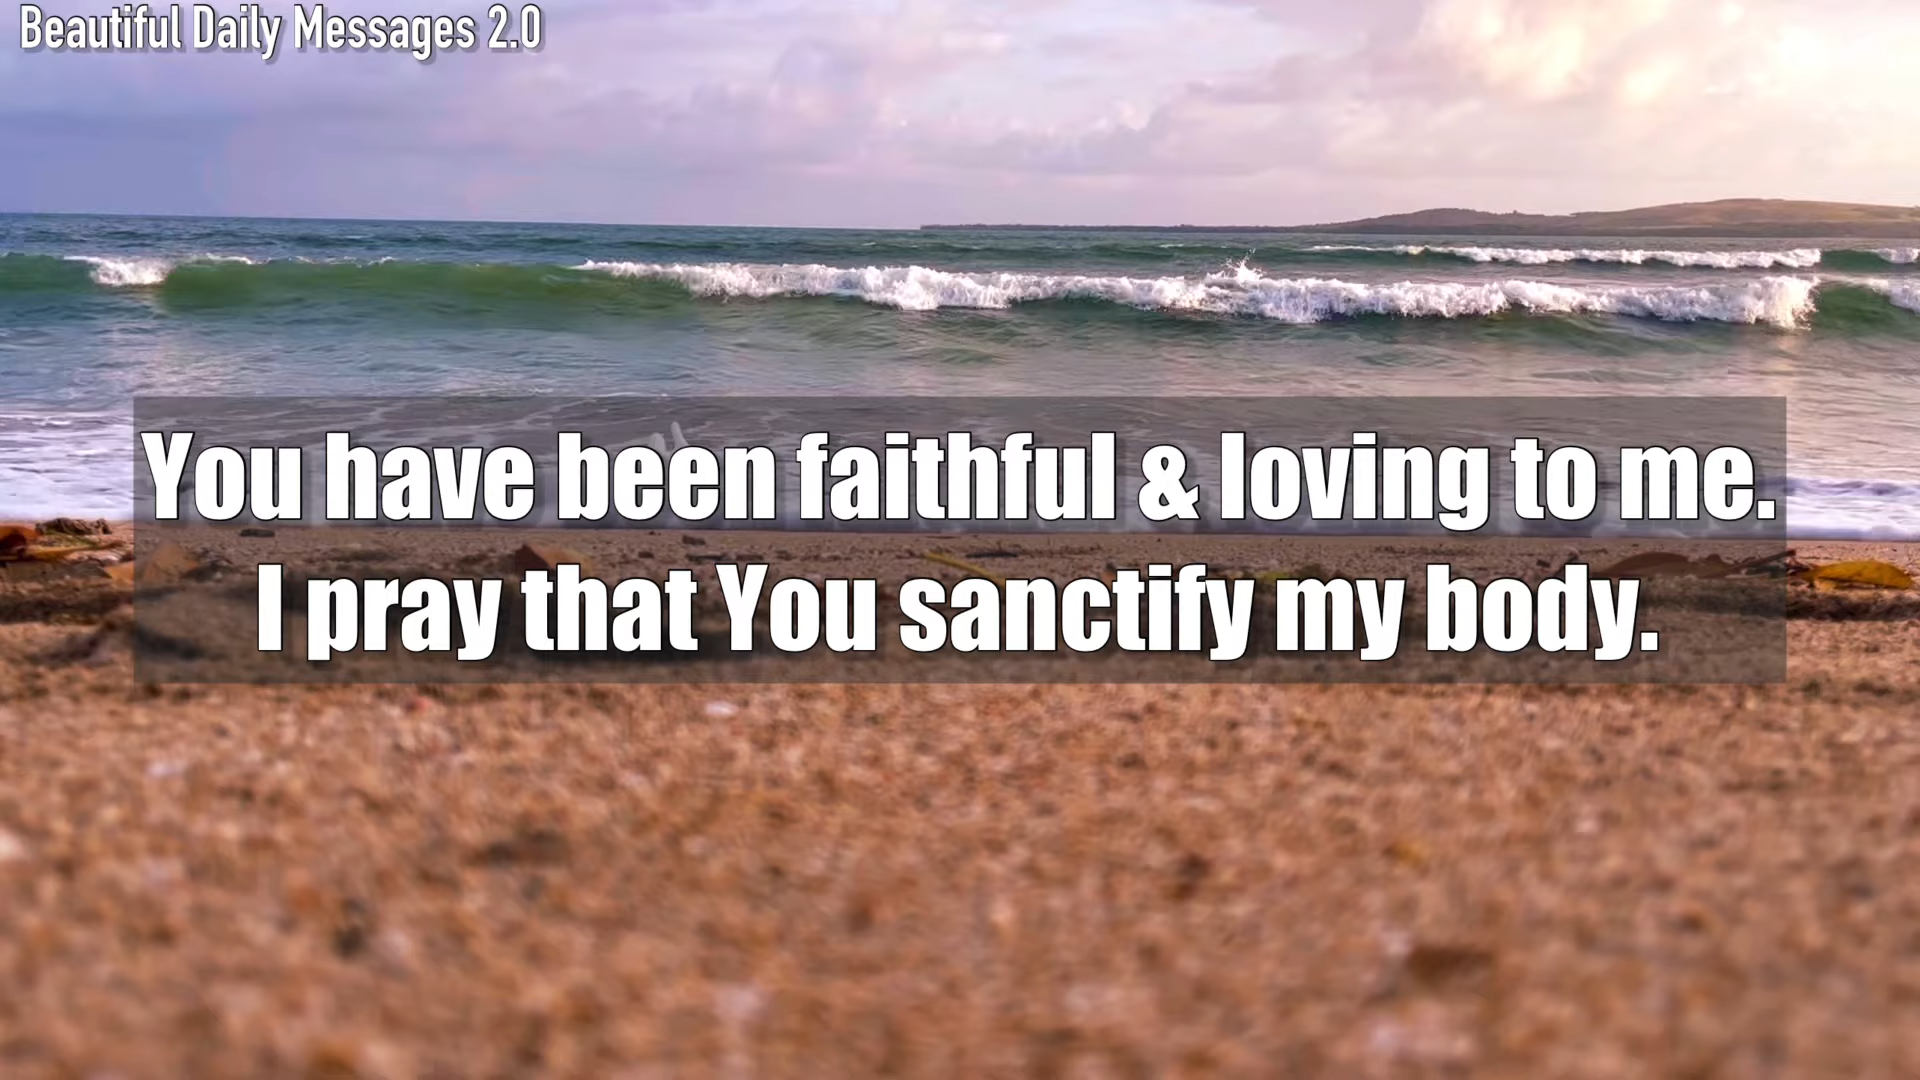 Beautiful Daily Messages 2.0
You have been faithful & loving to me.
I pray that You sanctify my body.